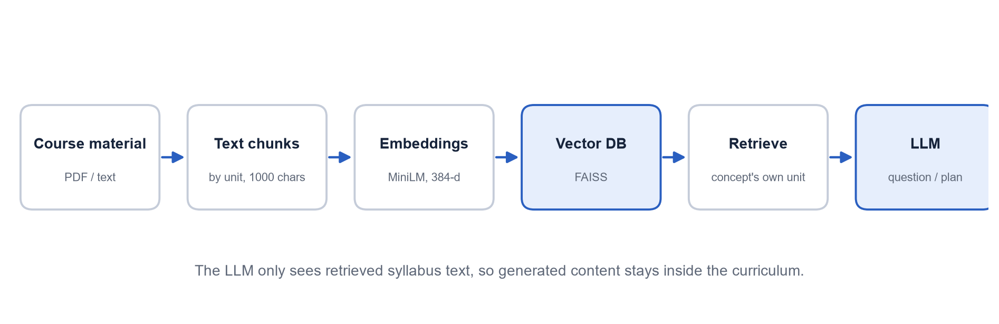 Course material
PDF / text
Text chunks
by unit, 1000 chars
Embeddings
MiniLM, 384-d
Vector DB
FAISS
Retrieve
concept's own unit
LLM
question / plan
The LLM only sees retrieved syllabus text, so generated content stays inside the curriculum.